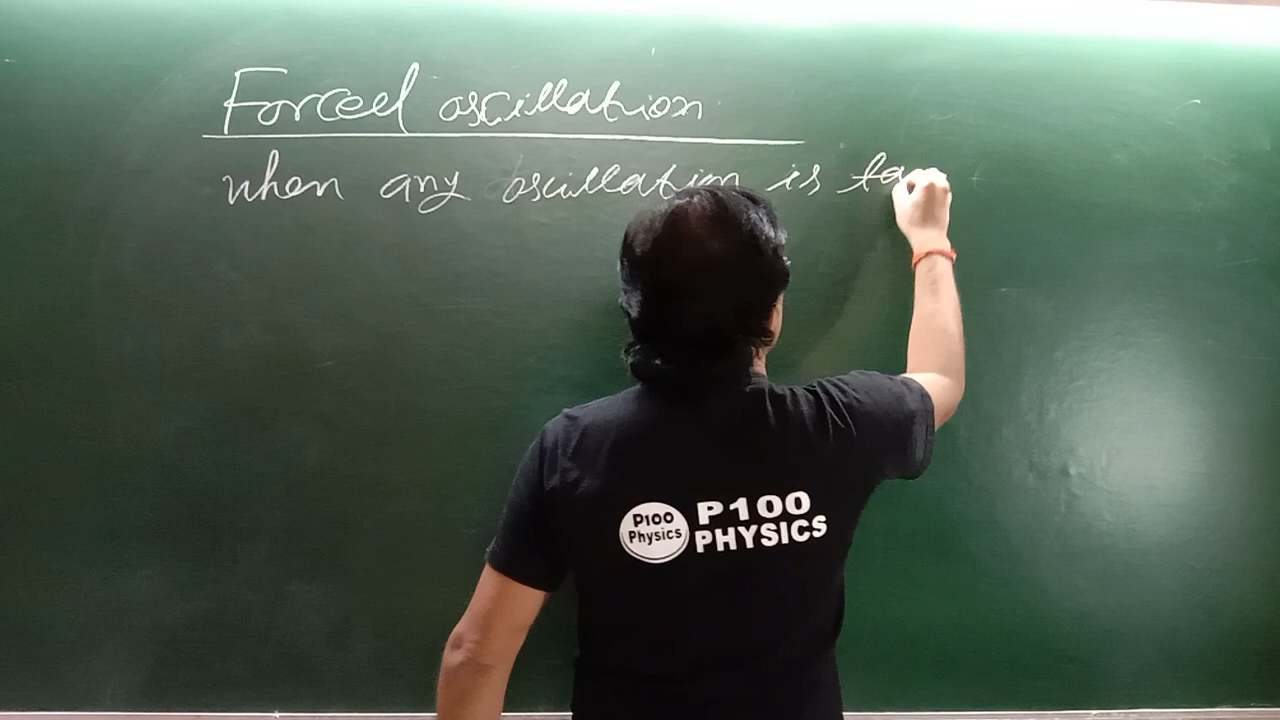 Forced oscillation
when any oscillation is
P100
Physics
P100
PHYSICS